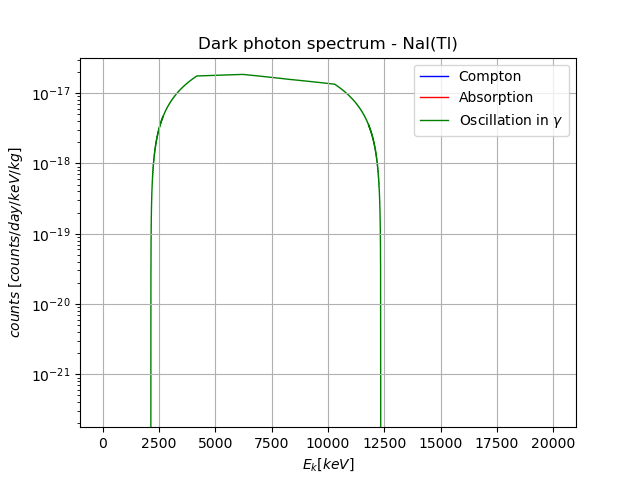 Dark photon spectrum - NaI(Tl)
Compton
Absorption
Oscillation in γ
10⁻¹⁷
10⁻¹⁸
10⁻¹⁹
10⁻²⁰
10⁻²¹
counts [counts/day/keV/kg]
0 2500 5000 7500 10000 12500 15000 17500 20000
E_k[keV]